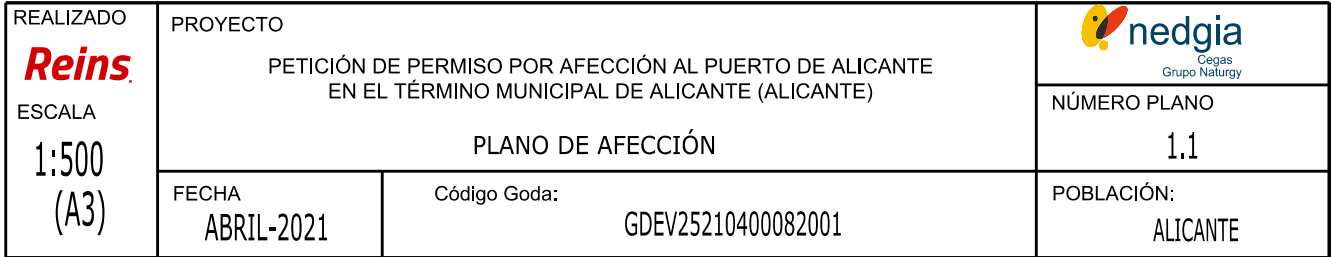 REALIZADO
Reins
ESCALA
1:500
(A3)
PROYECTO
PETICIÓN DE PERMISO POR AFECCIÓN AL PUERTO DE ALICANTE
EN EL TÉRMINO MUNICIPAL DE ALICANTE (ALICANTE)
PLANO DE AFECCIÓN
FECHA
ABRIL-2021
Código Goda:
GDEV25210400082001
nedgia
Cegas
Grupo Naturgy
NÚMERO PLANO
1.1
POBLACIÓN:
ALICANTE